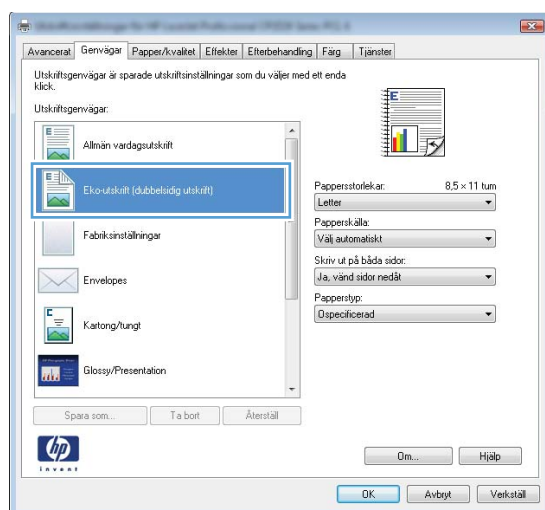 Avancerat Genvägar Papper/kvalitet Effekter Efterbehandling Färg Tjänster
Utskriftsgenvägar är sparade utskriftsinställningar som du väljer med ett enda
klick.
Utskriftsgenvägar:
Allmän vardagsutskrift
Eko-utskrift (dubbelsidig utskrift)
Fabriksinställningar
Envelopes
Kartong/tungt
Glossy/Presentation
Spara som... Ta bort Återställ
Pappersstorlekar: 8,5 × 11 tum
Letter
Papperskälla:
Välj automatiskt
Skriv ut på båda sidor:
Ja, vänd sidor nedåt
Papperstyp:
Ospecificerad
hp
invent
Om... Hjälp
OK Avbryt Verkställ